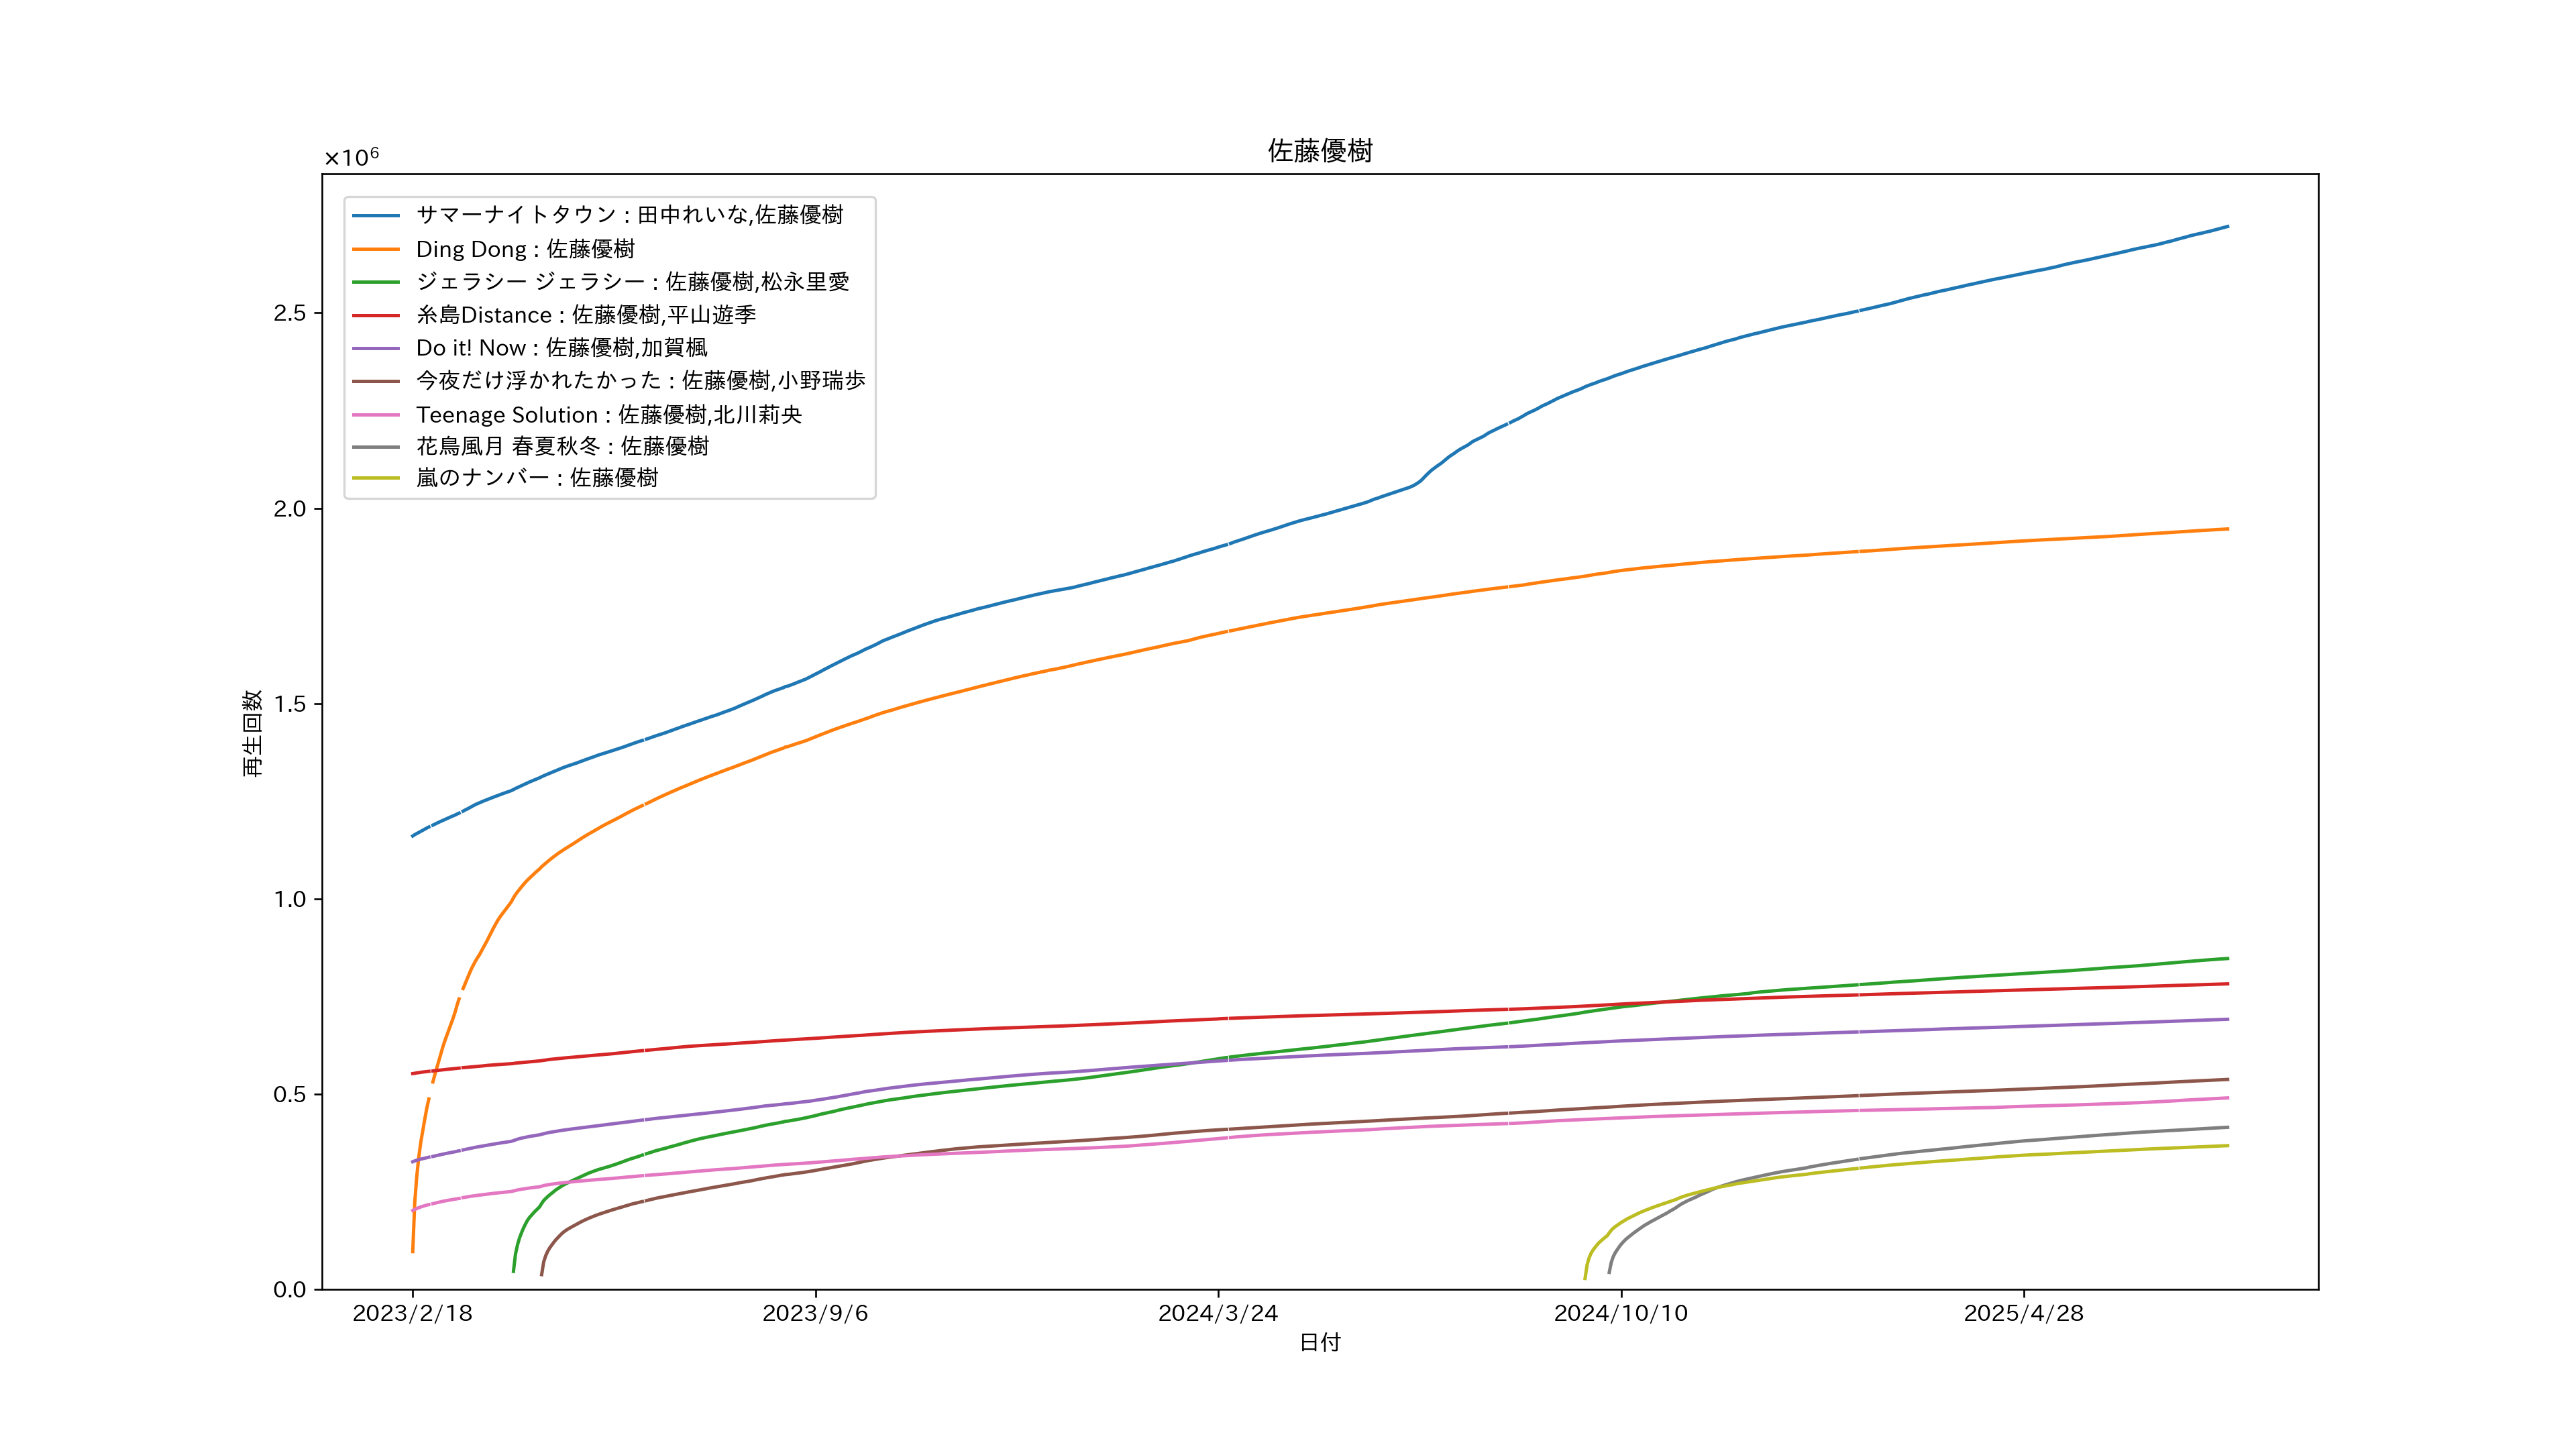 佐藤優樹
×10⁶
サマーナイトタウン : 田中れいな,佐藤優樹
Ding Dong : 佐藤優樹
ジェラシー ジェラシー : 佐藤優樹,松永里愛
糸島Distance : 佐藤優樹,平山遊季
Do it! Now : 佐藤優樹,加賀楓
今夜だけ浮かれたかった : 佐藤優樹,小野瑞歩
Teenage Solution : 佐藤優樹,北川莉央
花鳥風月 春夏秋冬 : 佐藤優樹
嵐のナンバー : 佐藤優樹
2.5
2.0
1.5
1.0
0.5
0.0
再生回数
2023/2/18
2023/9/6
2024/3/24
2024/10/10
2025/4/28
日付